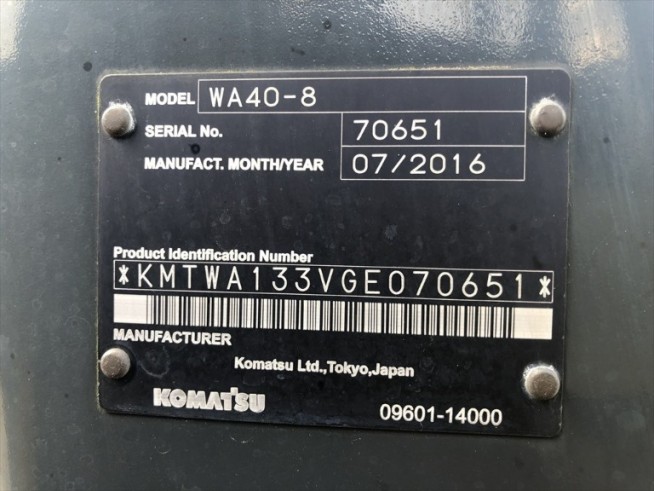 MODEL WA40-8
SERIAL No. 70651
MANUFACT. MONTH/YEAR 07/2016
Product Identification Number
*KMTWA133VGE070651*
MANUFACTURER
Komatsu Ltd.,Tokyo,Japan
KOMATSU 09601-14000